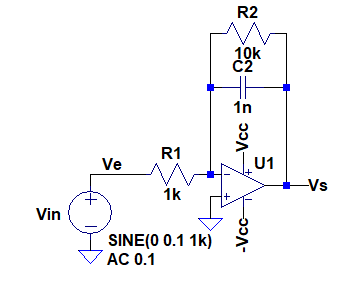 R2
10k
C2
1n
Vcc
R1
U1
Ve
1k
Vs
Vin
-Vcc
SINE(0 0.1 1k)
AC 0.1